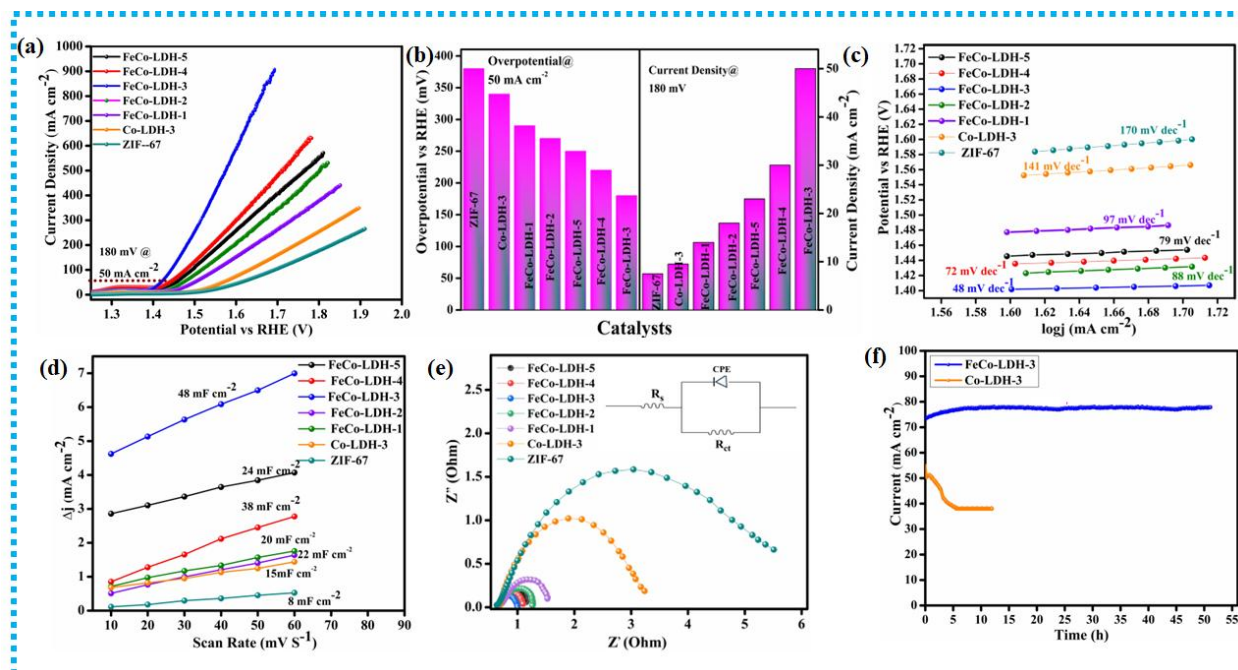 (a)
1000
900
800
700
600
500
400
300
200
100
0
Current Density (mA cm-2)
FeCo-LDH-5
FeCo-LDH-4
FeCo-LDH-3
FeCo-LDH-2
FeCo-LDH-1
Co-LDH-3
ZIF--67
180 mV @
50 mA cm-2
1.3 1.4 1.5 1.6 1.7 1.8 1.9 2.0
Potential vs RHE (V)
(b)
400
350
300
250
200
150
100
50
0
Overpotential vs RHE (mV)
Overpotential@
50 mA cm-2
Current Density@
180 mV
ZIF-67
Co-LDH-3
FeCo-LDH-1
FeCo-LDH-2
FeCo-LDH-5
FeCo-LDH-4
FeCo-LDH-3
ZIF-67
Co-LDH-3
FeCo-LDH-1
FeCo-LDH-2
FeCo-LDH-5
FeCo-LDH-4
FeCo-LDH-3
50
40
30
20
10
0
Current Density (mA cm-2)
Catalysts
(c)
1.72
1.70
1.68
1.66
1.64
1.62
1.60
1.58
1.56
1.54
1.52
1.50
1.48
1.46
1.44
1.42
1.40
Potential vs RHE (V)
FeCo-LDH-5
FeCo-LDH-4
FeCo-LDH-3
FeCo-LDH-2
FeCo-LDH-1
Co-LDH-3
ZIF-67
170 mV dec-1
141 mV dec-1
97 mV dec-1
79 mV dec-1
72 mV dec-1
88 mV dec-1
48 mV dec-1
1.56 1.58 1.60 1.62 1.64 1.66 1.68 1.70 1.72
logj (mA cm-2)
(d)
7
6
5
4
3
2
1
0
Δj (mA cm-2)
FeCo-LDH-5
FeCo-LDH-4
FeCo-LDH-3
FeCo-LDH-2
FeCo-LDH-1
Co-LDH-3
ZIF-67
48 mF cm-2
24 mF cm-2
38 mF cm-2
20 mF cm-2
22 mF cm-2
15mF cm-2
8 mF cm-2
10 20 30 40 50 60 70 80 90
Scan Rate (mV S-1)
(e)
2.5
2.0
1.5
1.0
0.5
0.0
Z'' (Ohm)
FeCo-LDH-5
FeCo-LDH-4
FeCo-LDH-3
FeCo-LDH-2
FeCo-LDH-1
Co-LDH-3
ZIF-67
CPE
Rs
Rct
1 2 3 4 5 6 7
Z' (Ohm)
(f)
100
90
80
70
60
50
40
30
20
10
0
Current (mA cm-2)
FeCo-LDH-3
Co-LDH-3
0 5 10 15 20 25 30 35 40 45 50 55
Time (h)